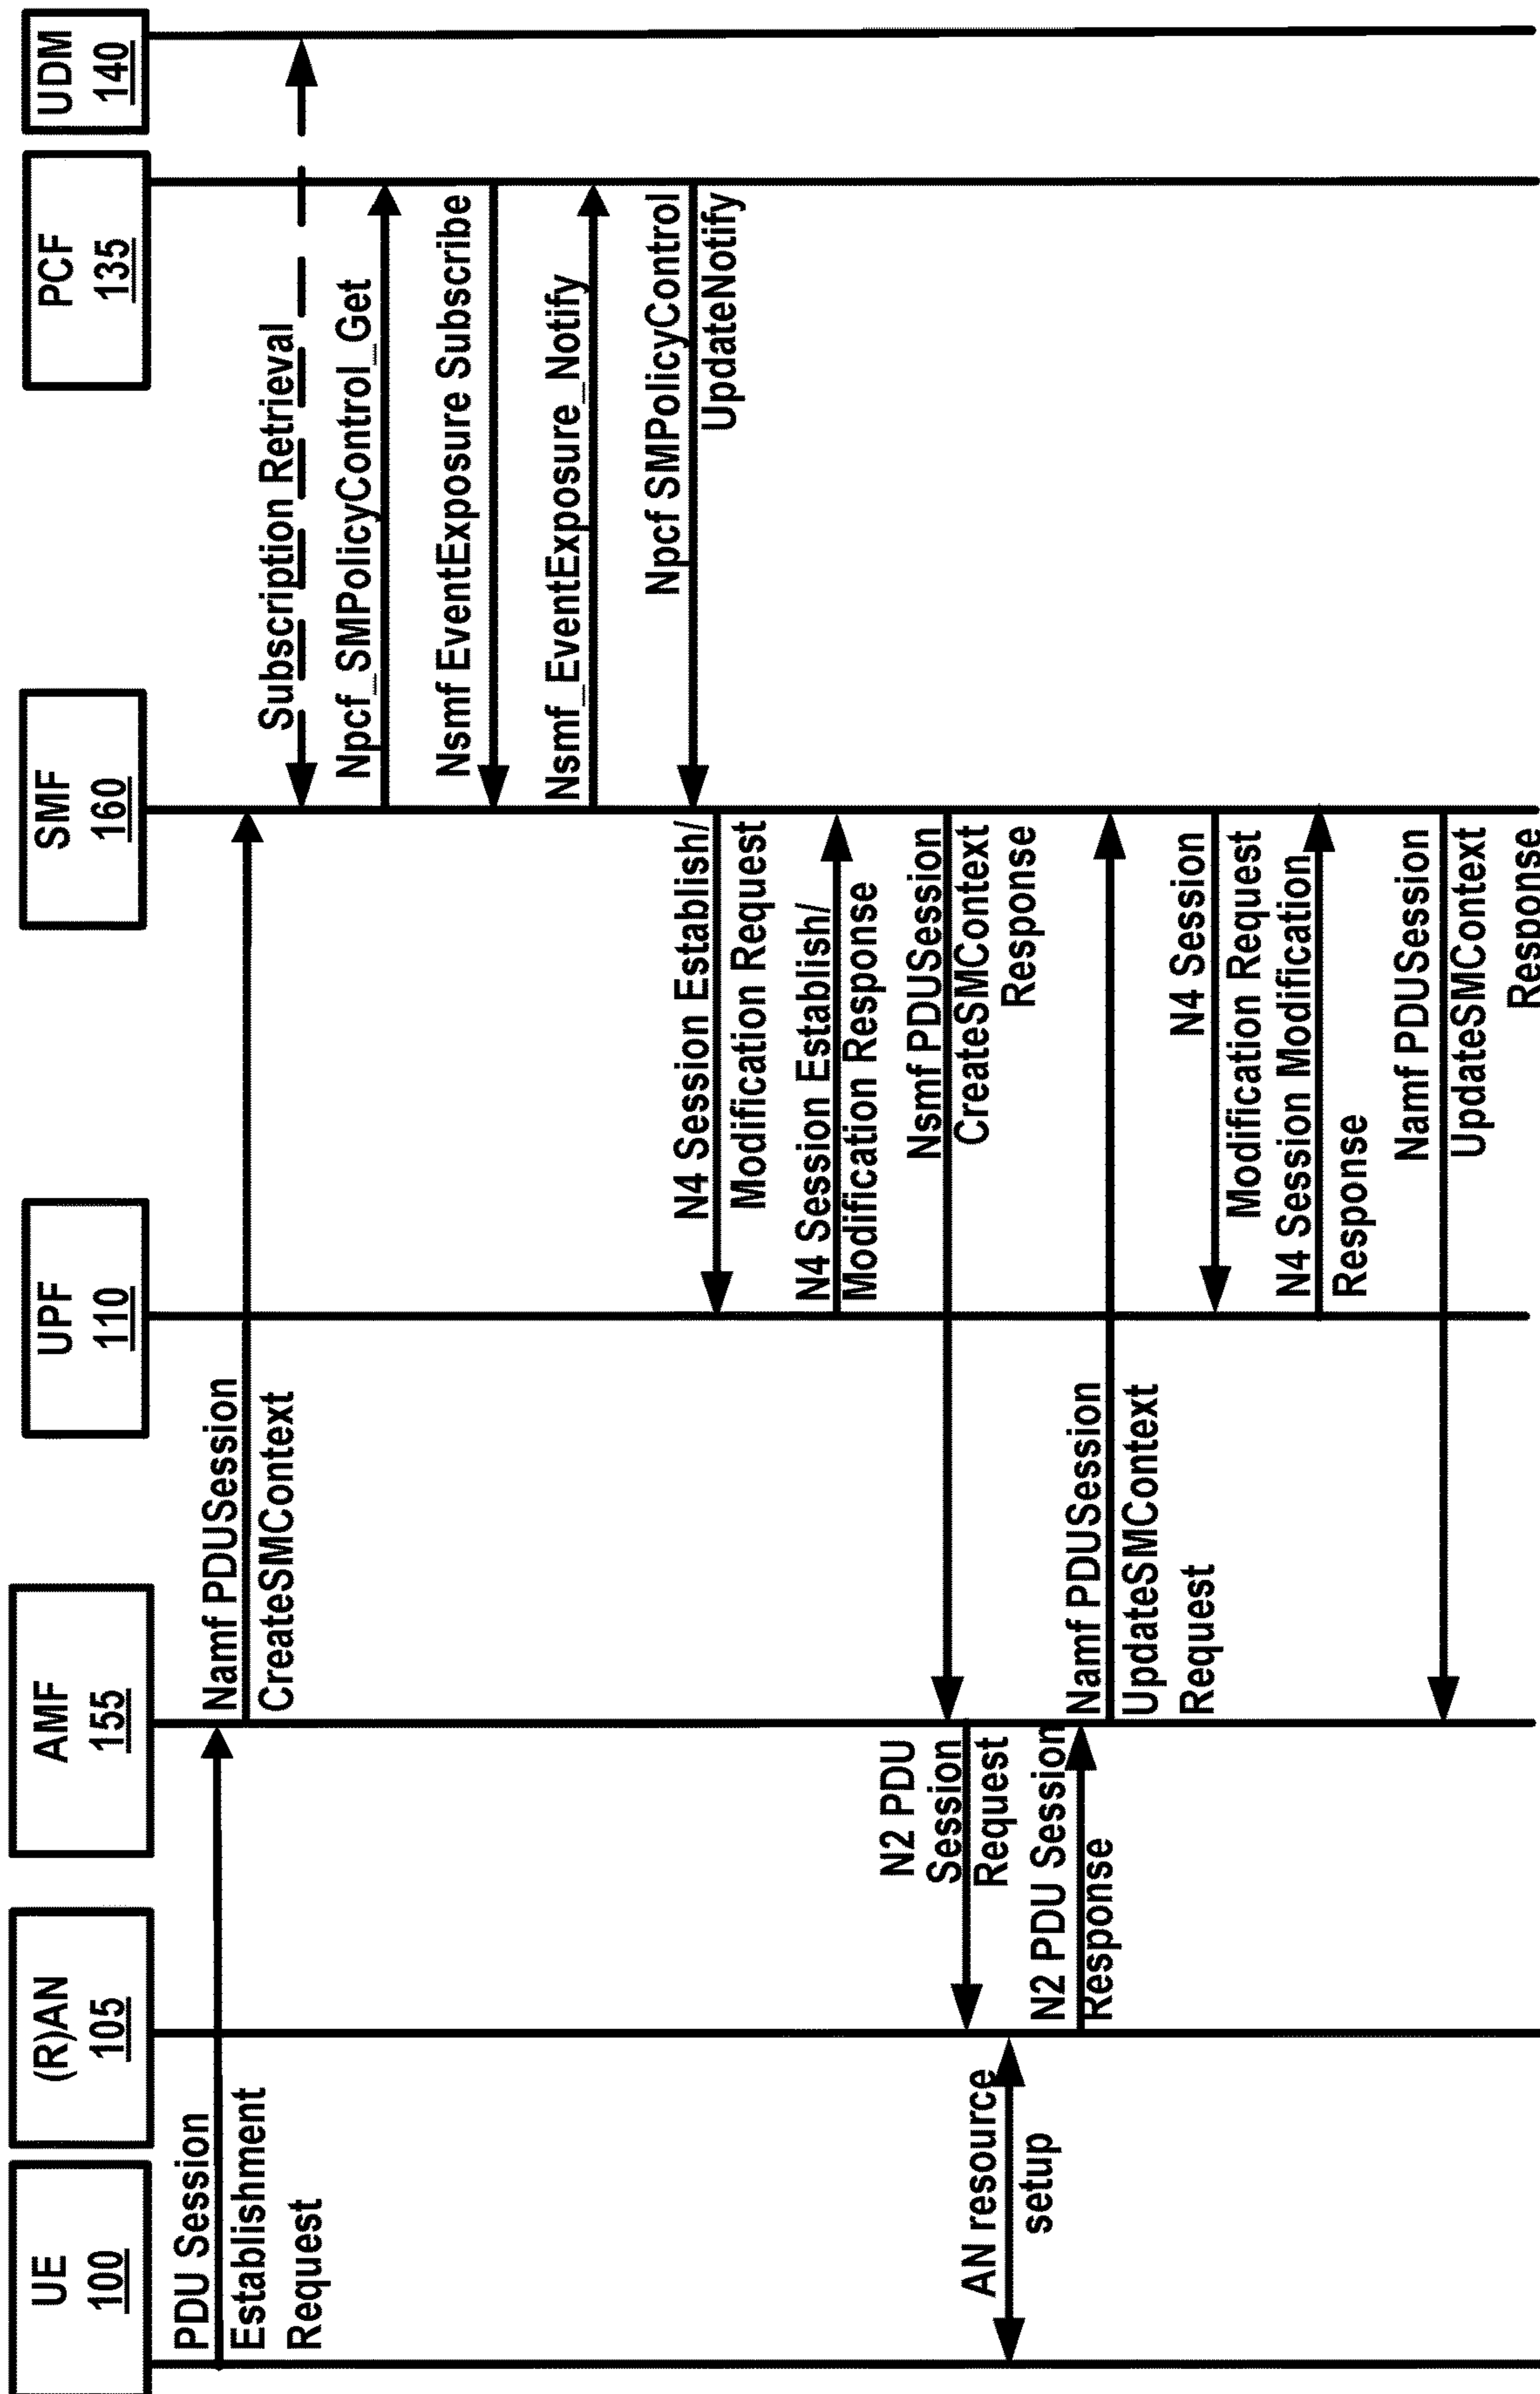 UE
100
(R)AN
105
AMF
155
UPF
110
SMF
160
PCF
135
UDM
140
PDU Session
Establishment
Request
Namf PDUSession
CreateSMContext
Subscription Retrieval
Npcf_SMPolicyControl_Get
Nsmf EventExposure Subscribe
Nsmf_EventExposure_Notify
Npcf SMPolicyControl
UpdateNotify
N4 Session Establish/
Modification Request
N4 Session Establish/
Modification Response
Nsmf PDUSession
CreateSMContext
Response
N2 PDU
Session
Request
AN resource
setup
N2 PDU Session
Response
Namf PDUSession
UpdateSMContext
Request
N4 Session
Modification Request
N4 Session Modification
Response
Namf PDUSession
UpdateSMContext
Response